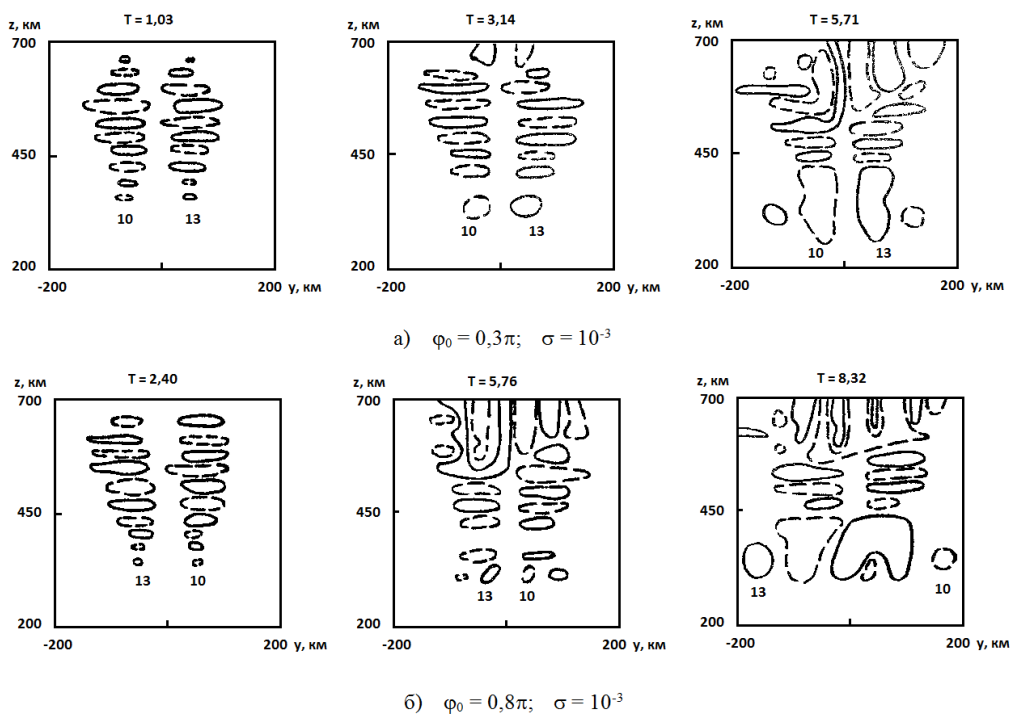 z, км T = 1,03 T = 3,14 T = 5,71
z, км z, км
700 700 700
450 450 450
10 13 10 13 10 13
200 200 200
-200 200 y, км -200 200 y, км -200 200 y, км
а) φ₀ = 0,3π; σ = 10⁻³
z, км T = 2,40 z, км T = 5,76 z, км T = 8,32
700 700 700
450 450 450
13 10 13 10 13 10
200 200 200
-200 200 y, км -200 200 y, км -200 200 y, км
б) φ₀ = 0,8π; σ = 10⁻³